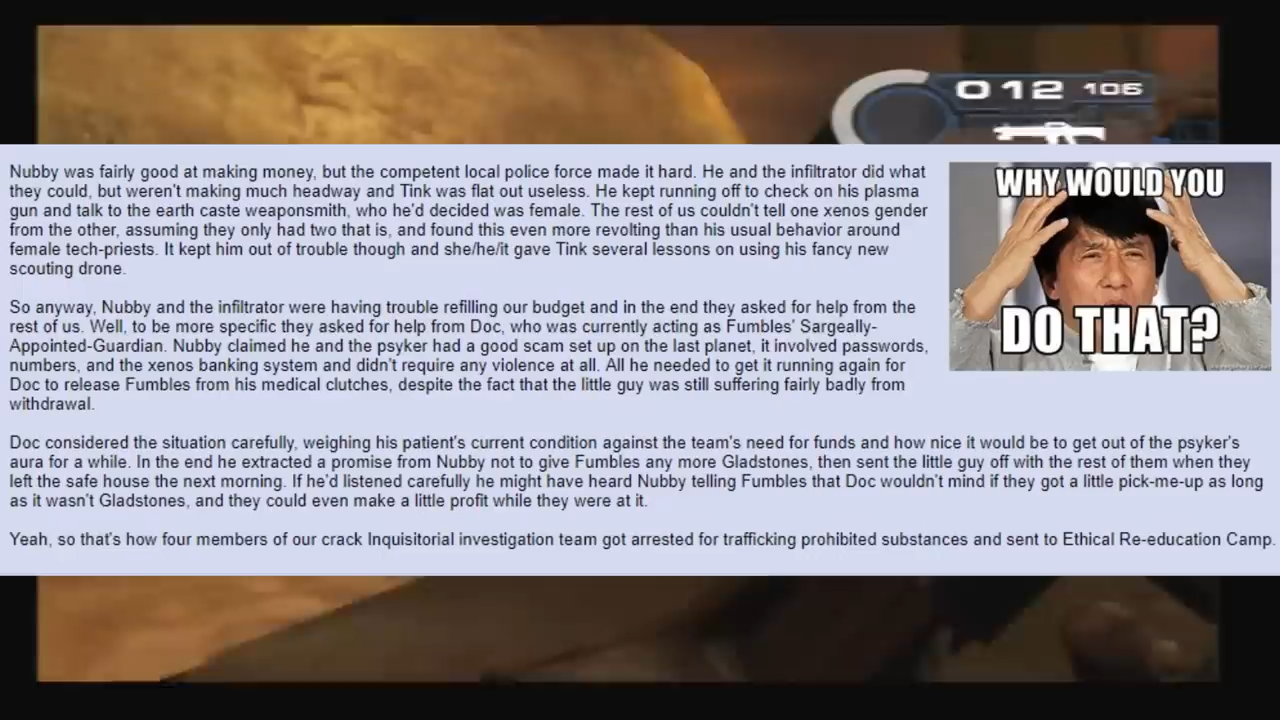 012 106
Nubby was fairly good at making money, but the competent local police force made it hard. He and the infiltrator did what
they could, but weren't making much headway and Tink was flat out useless. He kept running off to check on his plasma
gun and talk to the earth caste weaponsmith, who he'd decided was female. The rest of us couldn't tell one xenos gender
from the other, assuming they only had two that is, and found this even more revolting than his usual behavior around
female tech-priests. It kept him out of trouble though and she/he/it gave Tink several lessons on using his fancy new
scouting drone.
WHY WOULD YOU
DO THAT?
So anyway, Nubby and the infiltrator were having trouble refilling our budget and in the end they asked for help from the
rest of us. Well, to be more specific they asked for help from Doc, who was currently acting as Fumbles' Sargeally-
Appointed-Guardian. Nubby claimed he and the psyker had a good scam set up on the last planet, it involved passwords,
numbers, and the xenos banking system and didn't require any violence at all. All he needed to get it running again for
Doc to release Fumbles from his medical clutches, despite the fact that the little guy was still suffering fairly badly from
withdrawal.
Doc considered the situation carefully, weighing his patient's current condition against the team's need for funds and how nice it would be to get out of the psyker's
aura for a while. In the end he extracted a promise from Nubby not to give Fumbles any more Gladstones, then sent the little guy off with the rest of them when they
left the safe house the next morning. If he'd listened carefully he might have heard Nubby telling Fumbles that Doc wouldn't mind if they got a little pick-me-up as long
as it wasn't Gladstones, and they could even make a little profit while they were at it.
Yeah, so that's how four members of our crack Inquisitorial investigation team got arrested for trafficking prohibited substances and sent to Ethical Re-education Camp.